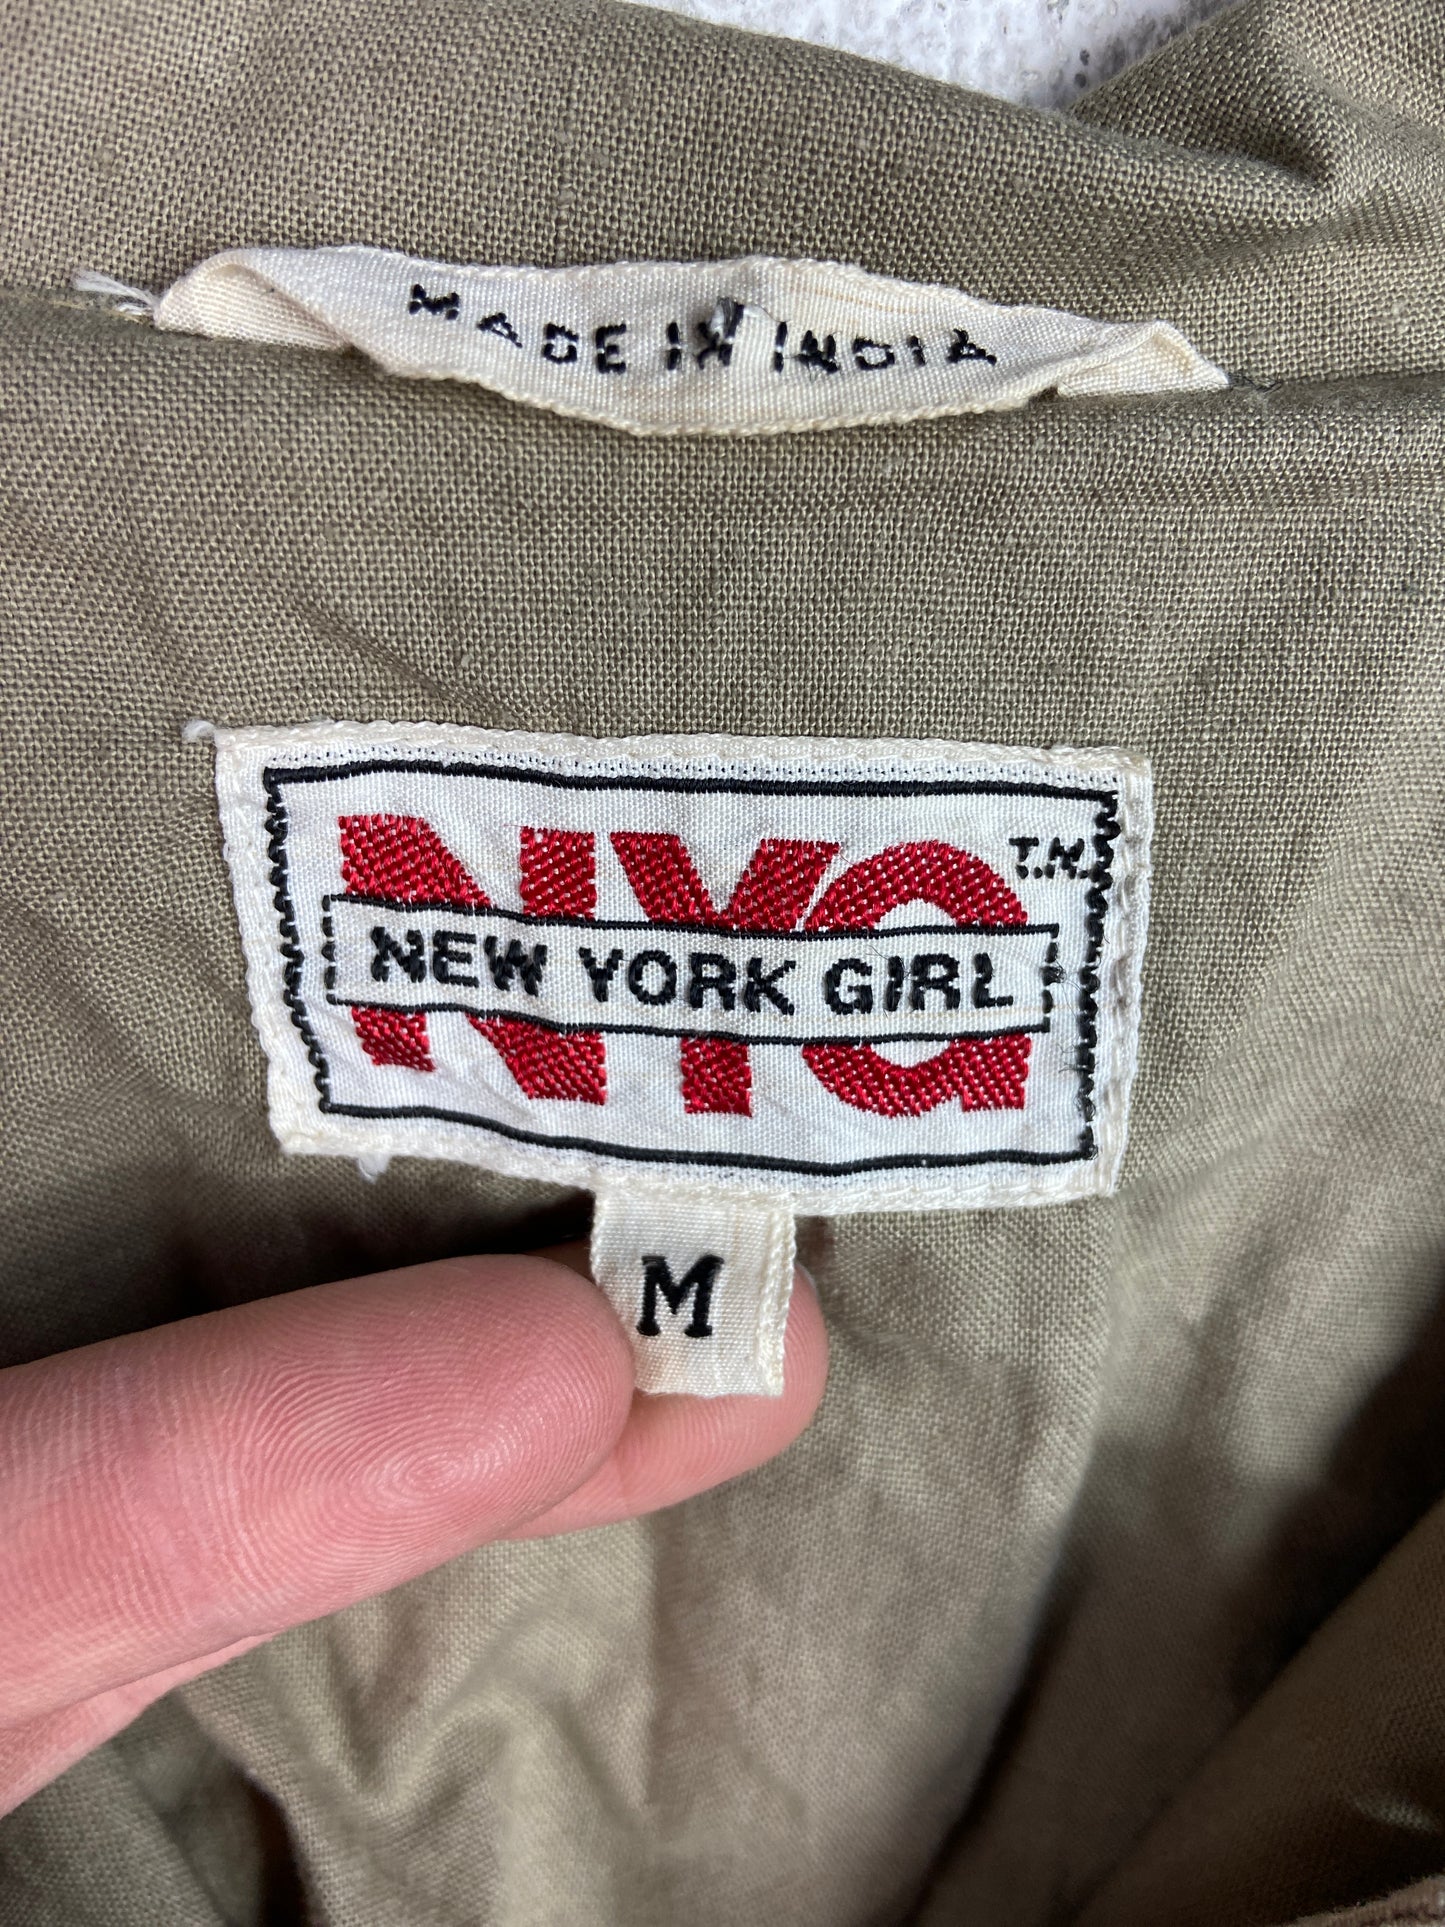 MADE IN INDIA
NYG T.M.
NEW YORK GIRL
M